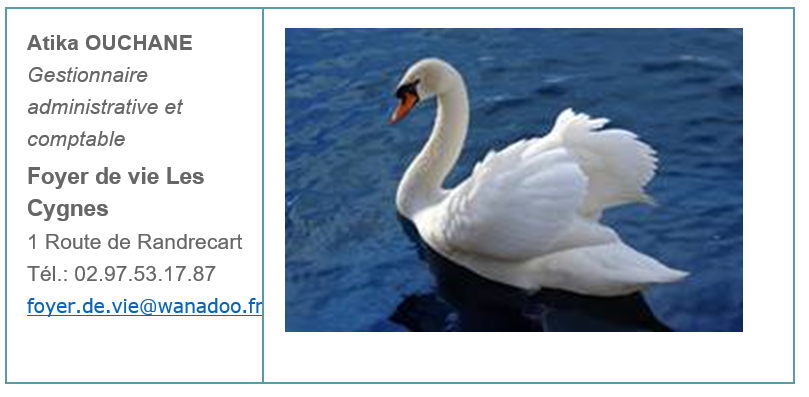 Atika OUCHANE
Gestionnaire
administrative et
comptable
Foyer de vie Les
Cygnes
1 Route de Randrecart
Tél.: 02.97.53.17.87
foyer.de.vie@wanadoo.fr